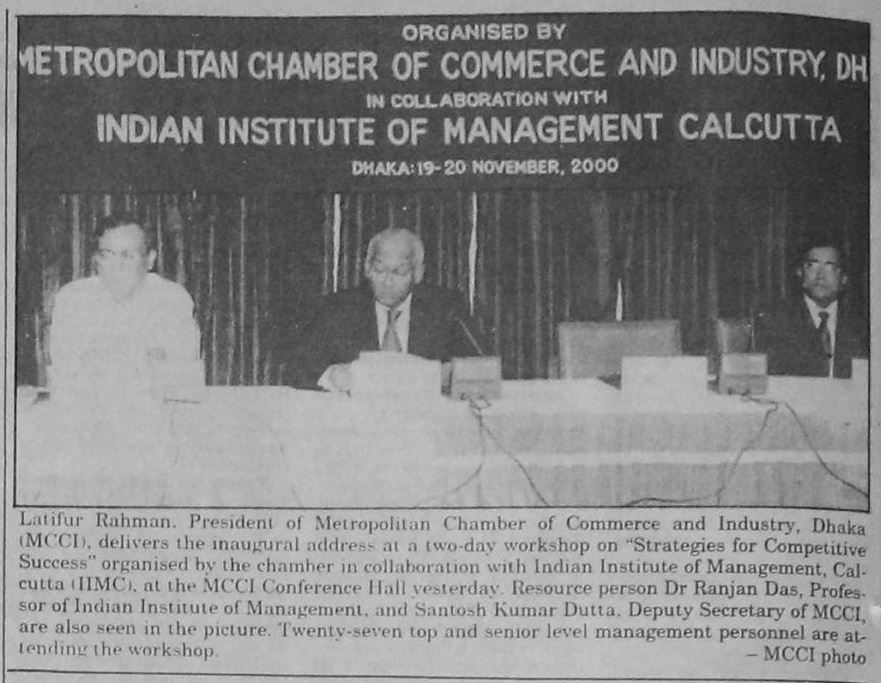 ORGANISED BY
METROPOLITAN CHAMBER OF COMMERCE AND INDUSTRY, DH
IN COLLABORATION WITH
INDIAN INSTITUTE OF MANAGEMENT CALCUTTA
DHAKA: 19-20 NOVEMBER, 2000
Latifur Rahman, President of Metropolitan Chamber of Commerce and Industry, Dhaka
(MCCI), delivers the inaugural address at a two-day workshop on "Strategies for Competitive
Success" organised by the chamber in collaboration with Indian Institute of Management, Cal-
cutta (IIMC), at the MCCI Conference Hall yesterday. Resource person Dr Ranjan Das, Profes-
sor of Indian Institute of Management, and Santosh Kumar Dutta, Deputy Secretary of MCCI,
are also seen in the picture. Twenty-seven top and senior level management personnel are at-
tending the workshop.
– MCCI photo